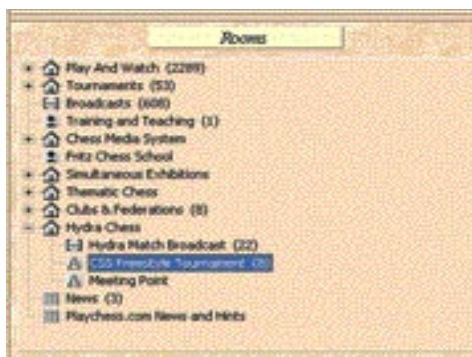 Rooms
Play And Watch (2289)
Tournaments (53)
Broadcasts (608)
Training and Teaching (1)
Chess Media System
Fritz Chess School
Simultaneous Exhibitions
Thematic Chess
Clubs & Federations (8)
Hydra Chess
Hydra Match Broadcast (22)
CSS Freestyle Tournament
Meeting Point
News (3)
Playchess.com News and Hints